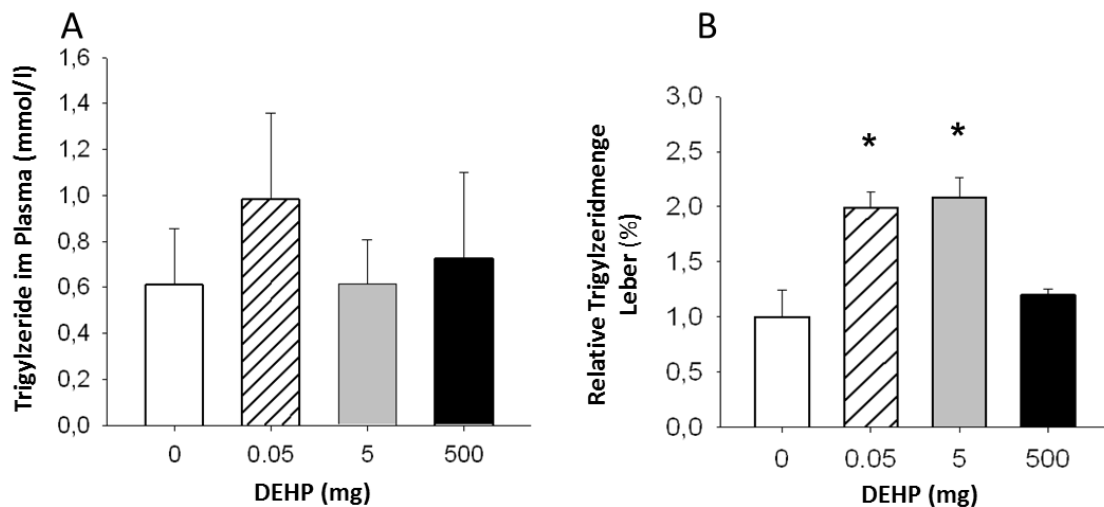 A
Trigylzeride im Plasma (mmol/l)
1,6
1,4
1,2
1,0
0,8
0,6
0,4
0,2
0,0
0 0.05 5 500
DEHP (mg)
B
Relative Trigylzeridmenge
Leber (%)
3,0
2,5
2,0
1,5
1,0
0,5
0,0
* *
0 0.05 5 500
DEHP (mg)